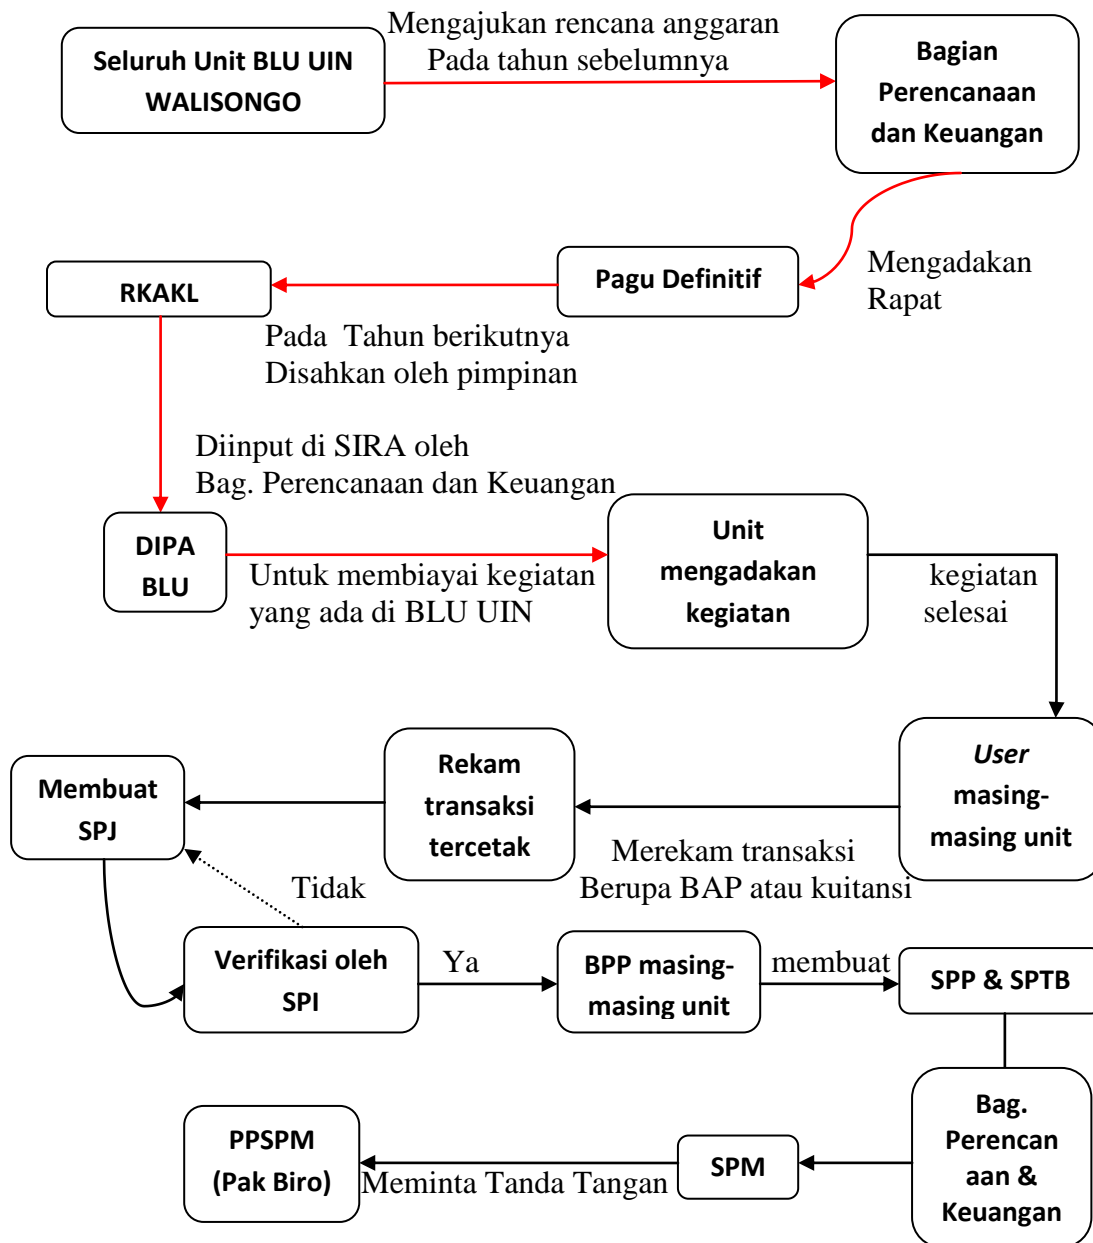 Mengajukan rencana anggaran
Pada tahun sebelumnya
Seluruh Unit BLU UIN
WALISONGO
Bagian
Perencanaan
dan Keuangan
Mengadakan
Rapat
Pagu Definitif
RKAKL
Pada Tahun berikutnya
Disahkan oleh pimpinan
Diinput di SIRA oleh
Bag. Perencanaan dan Keuangan
DIPA
BLU
Untuk membiayai kegiatan
yang ada di BLU UIN
Unit
mengadakan
kegiatan
kegiatan
selesai
User
masing-
masing unit
Merekam transaksi
Berupa BAP atau kuitansi
Rekam
transaksi
tercetak
Membuat
SPJ
Tidak
Verifikasi oleh
SPI
Ya
BPP masing-
masing unit
membuat
SPP & SPTB
Bag.
Perencan
aan &
Keuangan
SPM
Meminta Tanda Tangan
PPSPM
(Pak Biro)